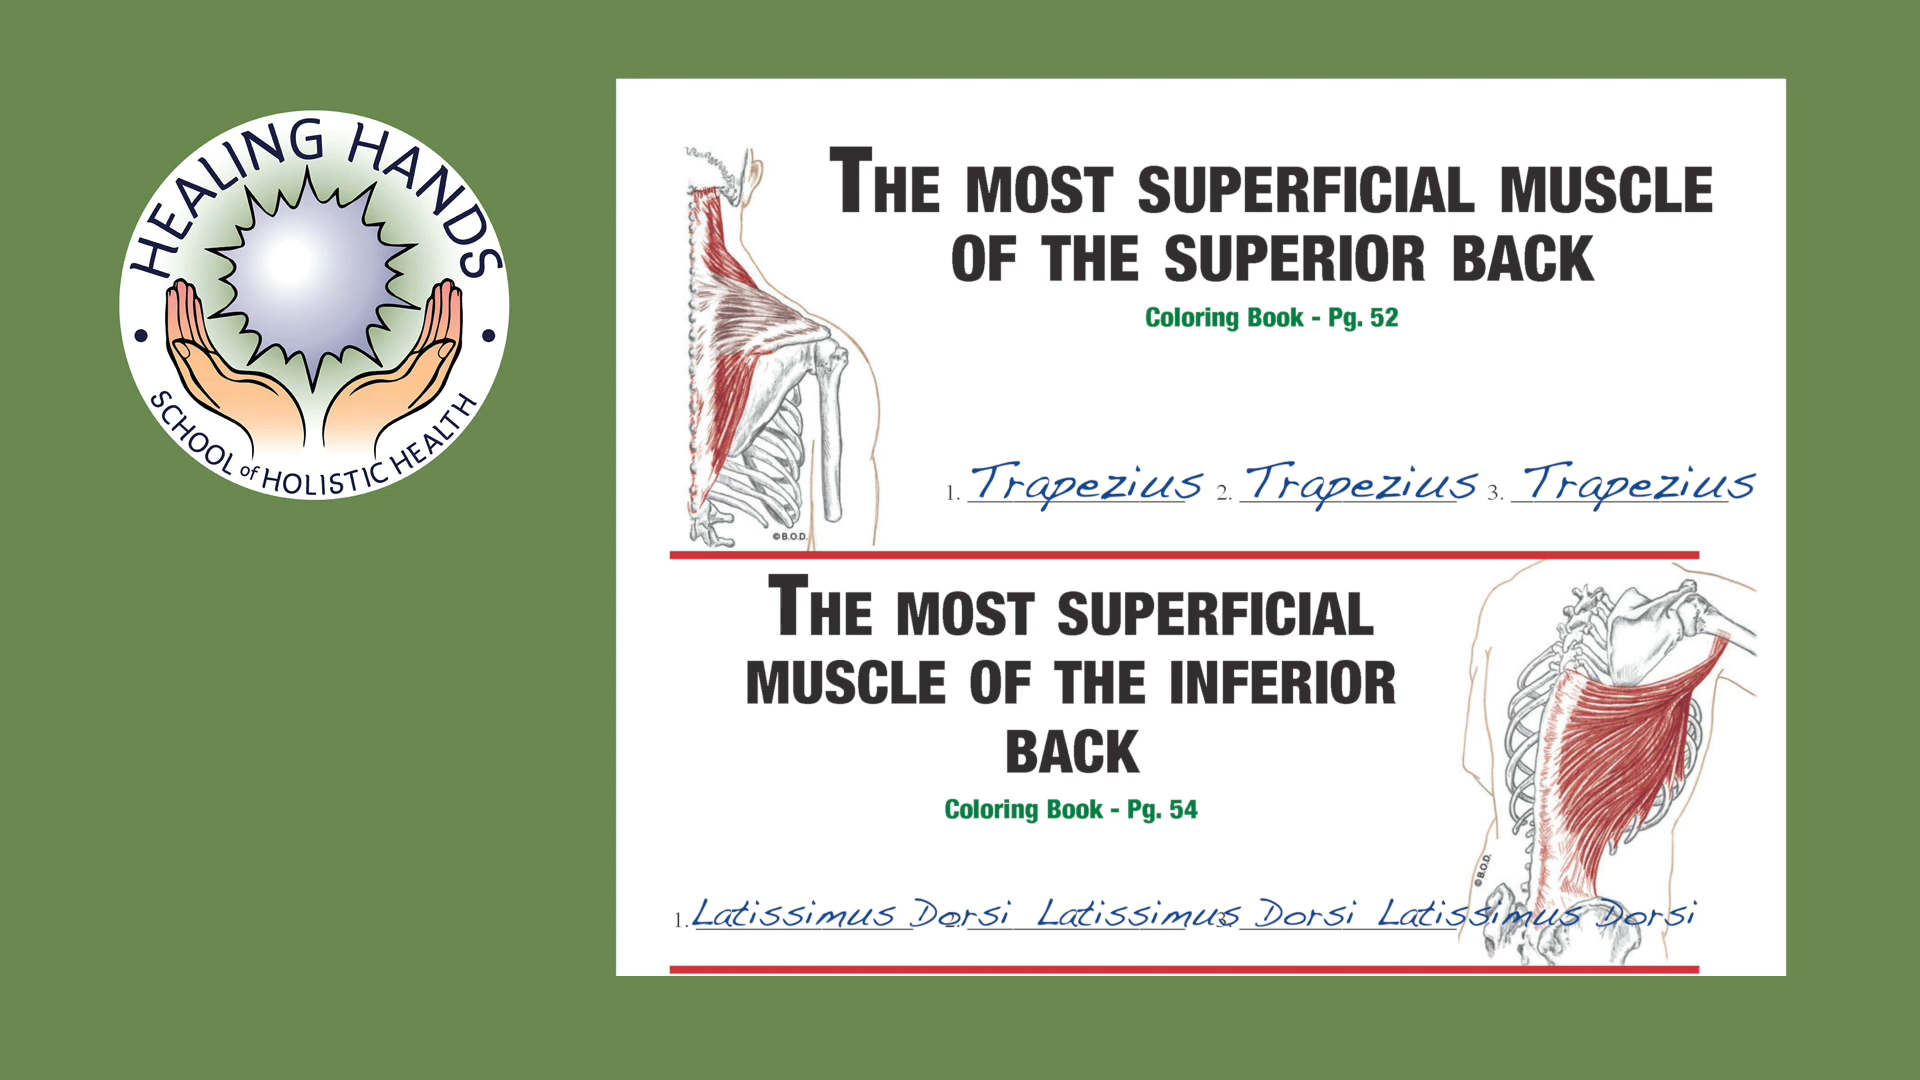 HEALING HANDS
SCHOOL of HOLISTIC HEALTH
THE MOST SUPERFICIAL MUSCLE
OF THE SUPERIOR BACK
Coloring Book - Pg. 52
1. Trapezius 2. Trapezius 3. Trapezius
©B.O.D.
THE MOST SUPERFICIAL
MUSCLE OF THE INFERIOR
BACK
Coloring Book - Pg. 54
©B.O.D.
1. Latissimus Dorsi 2. Latissimus Dorsi 3. Latissimus Dorsi